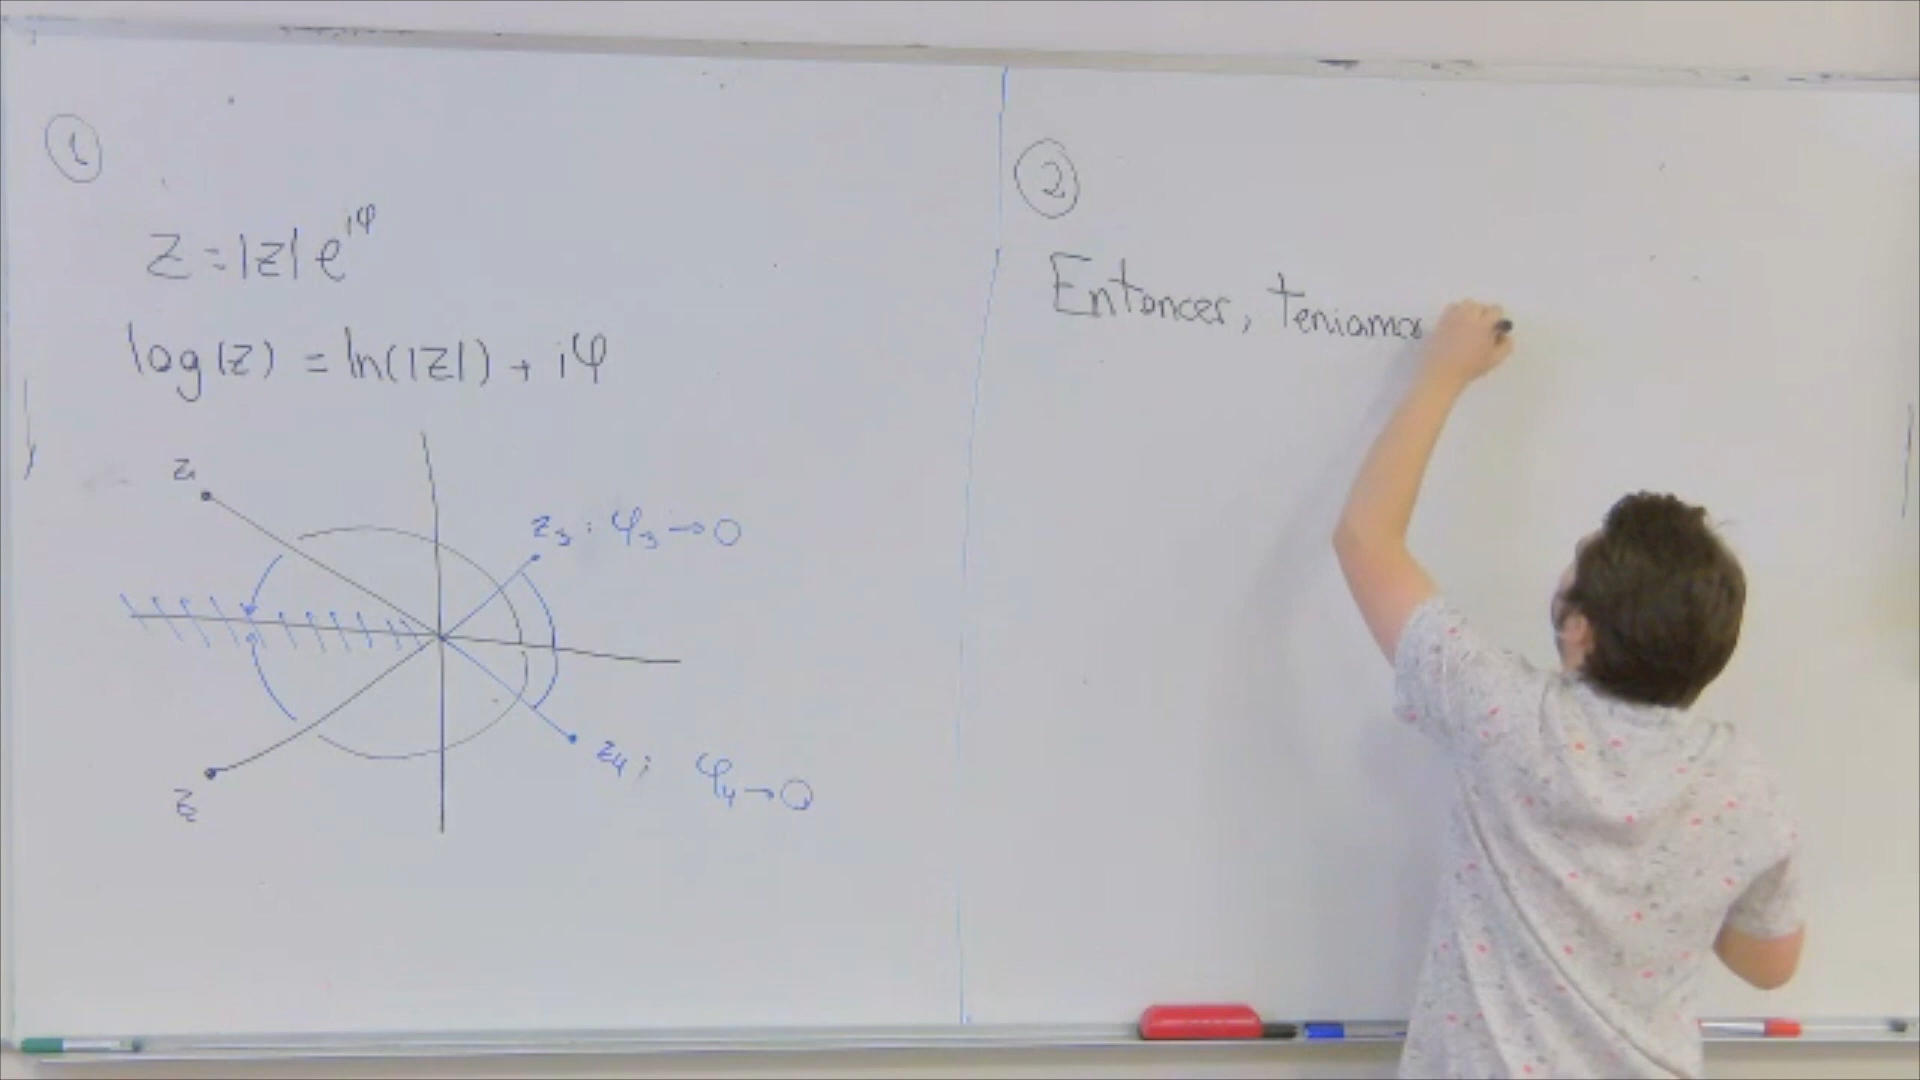 1
z = |z| e^{iφ}
log(z) = ln(|z|) + iφ
z₁
z₃ : φ₃ → 0
z₄ ; φ₄ → 0
z₂
2
Entonces, teniamos